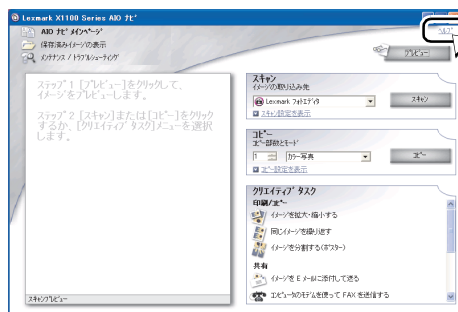 Lexmark X1100 Series AIO ﾅﾋﾞ
AIO ﾅﾋﾞ ﾒｲﾝﾍﾟｰｼﾞ
保存済みｲﾒｰｼﾞの表示
ﾒﾝﾃﾅﾝｽ / ﾄﾗﾌﾞﾙｼｭｰﾃｨﾝｸﾞ
ﾍﾙﾌﾟ
ﾌﾟﾚﾋﾞｭｰ
ステップ 1 [プレビュー]をクリックして、
イメージをプレビューします。
ステップ 2 [スキャン]または[コピー]をクリック
するか、[クリエイティブ タスク]メニューを選択
します。
スキャン
ｲﾒｰｼﾞの取り込み先
Lexmark ﾌｫﾄｴﾃﾞｨﾀ
ｽｷｬﾝ
ｽｷｬﾝ設定を表示
コピー
ｺﾋﾟｰ部数とﾓｰﾄﾞ
1
ｶﾗｰ写真
ｺﾋﾟｰ
ｺﾋﾟｰ設定を表示
クリエイティブ タスク
印刷/ｺﾋﾟｰ
ｲﾒｰｼﾞを拡大・縮小する
同じｲﾒｰｼﾞを繰り返す
ｲﾒｰｼﾞを分割する(ﾎﾟｽﾀｰ)
共有
ｲﾒｰｼﾞを E ﾒｰﾙに添付して送る
ｺﾝﾋﾟｭｰﾀのﾓﾃﾞﾑを使って FAX を送信する
ｽｷｬﾝﾌﾟﾚﾋﾞｭｰ